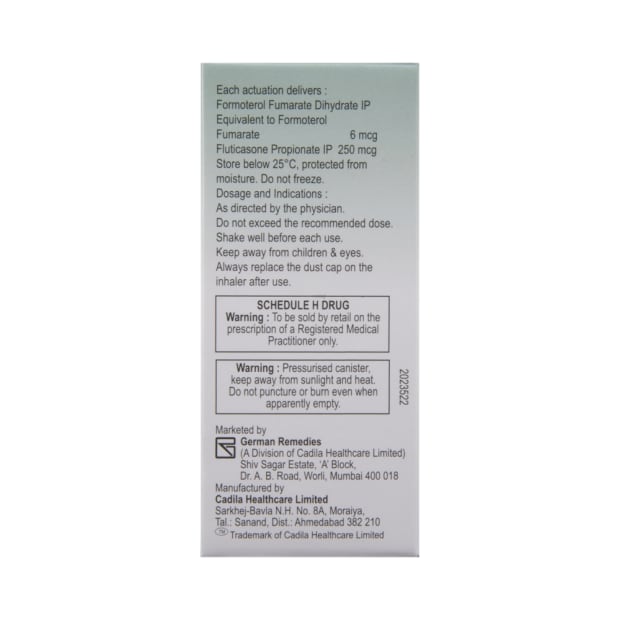 Each actuation delivers :
Formoterol Fumarate Dihydrate IP
Equivalent to Formoterol
Fumarate 6 mcg
Fluticasone Propionate IP 250 mcg
Store below 25°C, protected from
moisture. Do not freeze.
Dosage and Indications :
As directed by the physician.
Do not exceed the recommended dose.
Shake well before each use.
Keep away from children & eyes.
Always replace the dust cap on the
inhaler after use.
SCHEDULE H DRUG
Warning : To be sold by retail on the
prescription of a Registered Medical
Practitioner only.
Warning : Pressurised canister,
keep away from sunlight and heat.
Do not puncture or burn even when
apparently empty.
2023522
Marketed by
German Remedies
(A Division of Cadila Healthcare Limited)
Shiv Sagar Estate, 'A' Block,
Dr. A. B. Road, Worli, Mumbai 400 018
Manufactured by
Cadila Healthcare Limited
Sarkhej-Bavla N.H. No. 8A, Moraiya,
Tal.: Sanand, Dist.: Ahmedabad 382 210
TM Trademark of Cadila Healthcare Limited